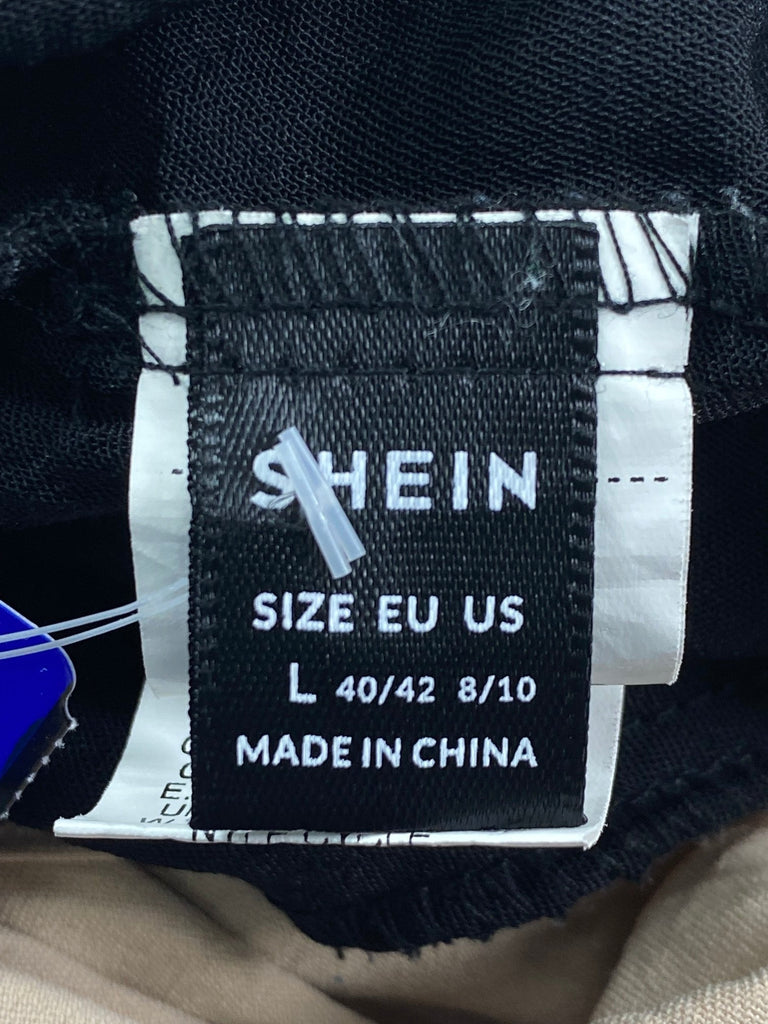 SHEIN
SIZE EU US
L 40/42 8/10
MADE IN CHINA